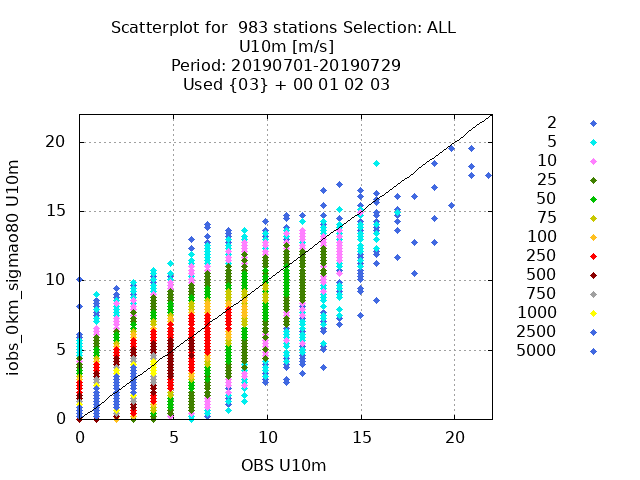 Scatterplot for  983 stations Selection: ALL
U10m [m/s]
Period: 20190701-20190729
Used {03} + 00 01 02 03
iobs_0km_sigmao80 U10m
20
15
10
5
0
0 5 10 15 20
OBS U10m
2
5
10
25
50
75
100
250
500
750
1000
2500
5000